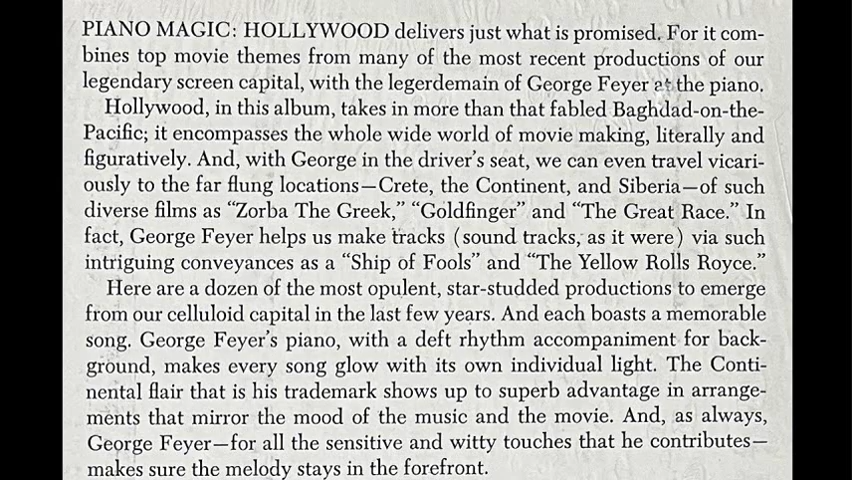 PIANO MAGIC: HOLLYWOOD delivers just what is promised. For it com-
bines top movie themes from many of the most recent productions of our
legendary screen capital, with the legerdemain of George Feyer at the piano.
Hollywood, in this album, takes in more than that fabled Baghdad-on-the-
Pacific; it encompasses the whole wide world of movie making, literally and
figuratively. And, with George in the driver's seat, we can even travel vicari-
ously to the far flung locations—Crete, the Continent, and Siberia—of such
diverse films as “Zorba The Greek,” “Goldfinger” and “The Great Race.” In
fact, George Feyer helps us make tracks (sound tracks, as it were) via such
intriguing conveyances as a “Ship of Fools” and “The Yellow Rolls Royce.”
Here are a dozen of the most opulent, star-studded productions to emerge
from our celluloid capital in the last few years. And each boasts a memorable
song. George Feyer's piano, with a deft rhythm accompaniment for back-
ground, makes every song glow with its own individual light. The Conti-
nental flair that is his trademark shows up to superb advantage in arrange-
ments that mirror the mood of the music and the movie. And, as always,
George Feyer—for all the sensitive and witty touches that he contributes—
makes sure the melody stays in the forefront.